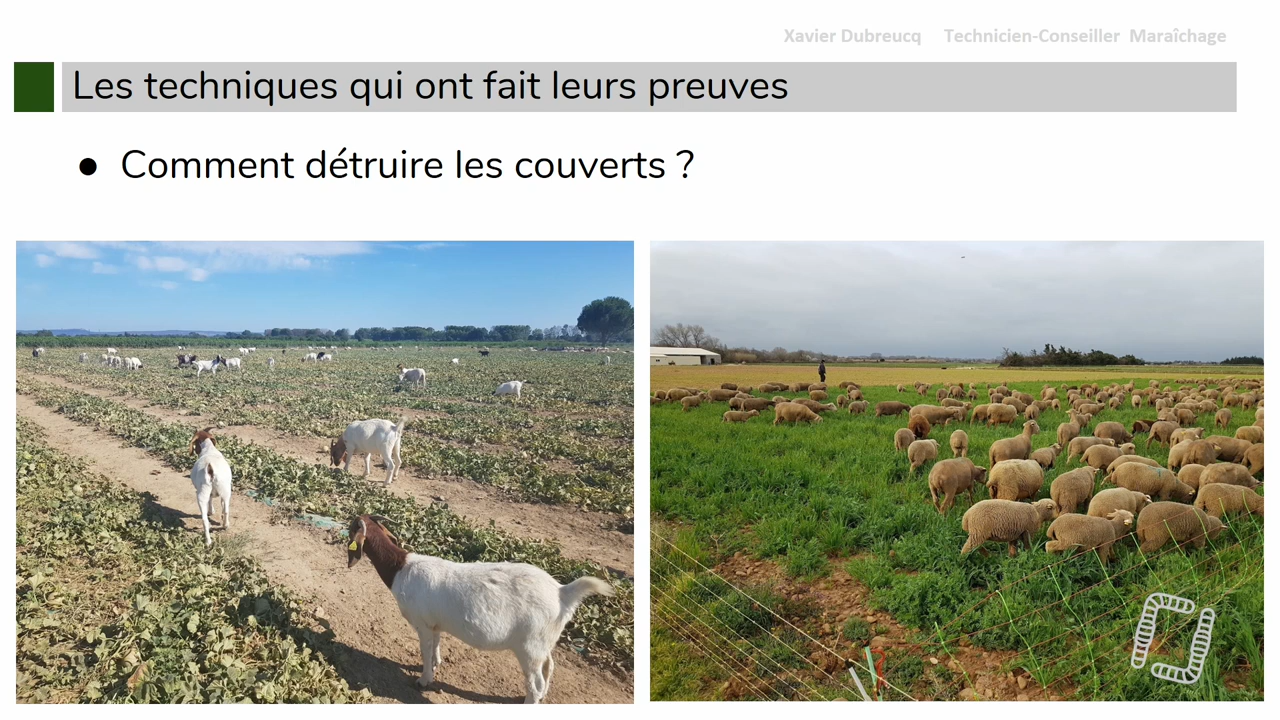 Xavier Dubreucq Technicien-Conseiller Maraîchage
Les techniques qui ont fait leurs preuves
● Comment détruire les couverts ?